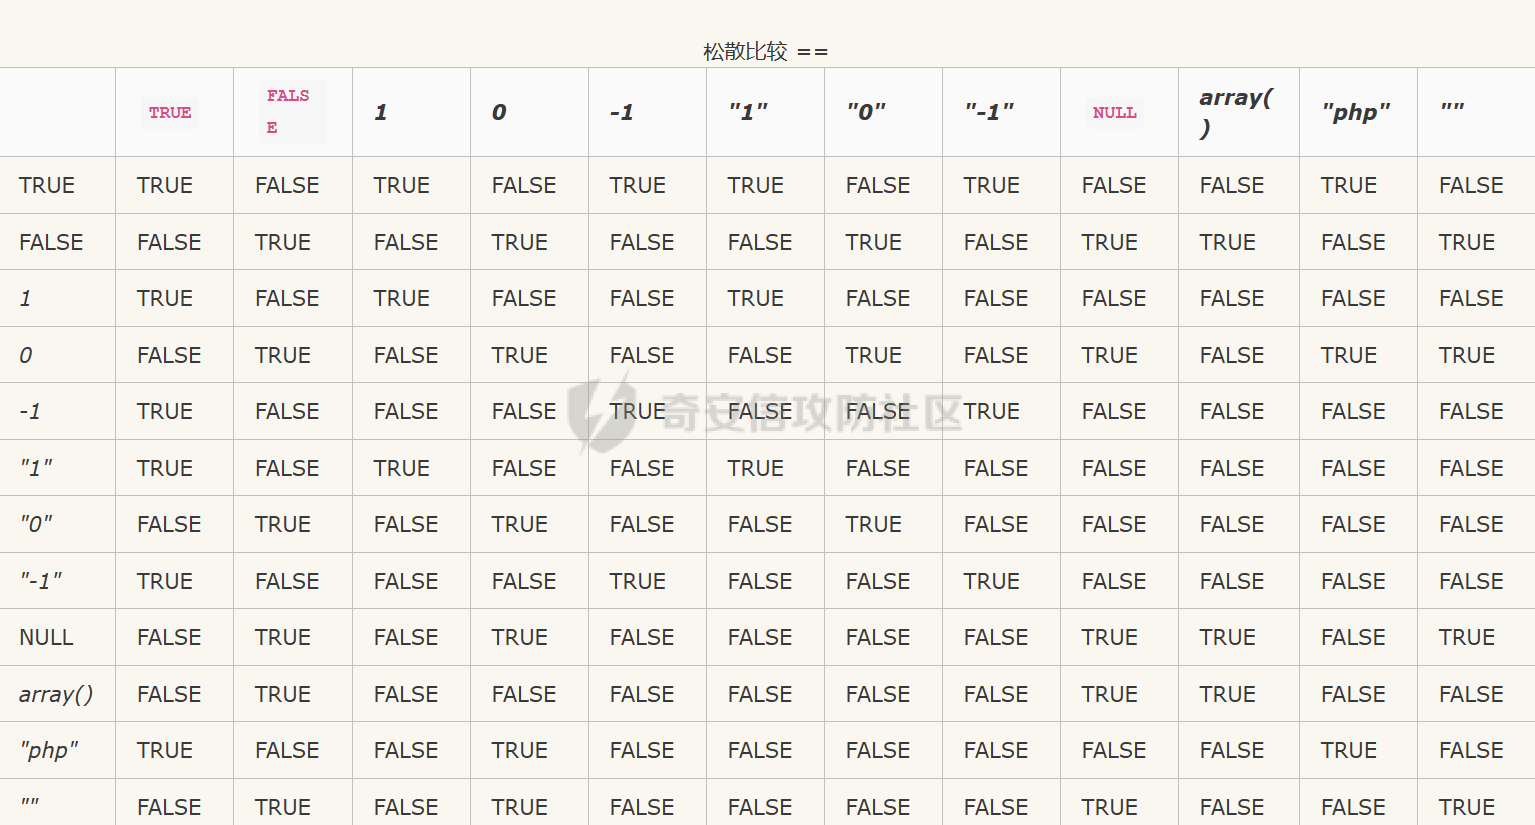 松散比较 ==
TRUE FALS E 1 0 -1 "1" "0" "-1" NULL array( ) "php" ""
TRUE TRUE FALSE TRUE FALSE TRUE TRUE FALSE TRUE FALSE FALSE TRUE FALSE
FALSE FALSE TRUE FALSE TRUE FALSE FALSE TRUE FALSE TRUE TRUE FALSE TRUE
1 TRUE FALSE TRUE FALSE FALSE TRUE FALSE FALSE FALSE FALSE FALSE FALSE
0 FALSE TRUE FALSE TRUE FALSE FALSE TRUE FALSE TRUE FALSE TRUE TRUE
-1 TRUE FALSE FALSE FALSE TRUE FALSE FALSE TRUE FALSE FALSE FALSE FALSE
奇安信攻防社区
"1" TRUE FALSE TRUE FALSE FALSE TRUE FALSE FALSE FALSE FALSE FALSE FALSE
"0" FALSE TRUE FALSE TRUE FALSE FALSE TRUE FALSE FALSE FALSE FALSE FALSE
"-1" TRUE FALSE FALSE FALSE TRUE FALSE FALSE TRUE FALSE FALSE FALSE FALSE
NULL FALSE TRUE FALSE TRUE FALSE FALSE FALSE FALSE TRUE TRUE FALSE TRUE
array() FALSE TRUE FALSE FALSE FALSE FALSE FALSE FALSE TRUE TRUE FALSE FALSE
"php" TRUE FALSE FALSE TRUE FALSE FALSE FALSE FALSE FALSE FALSE TRUE FALSE
"" FALSE TRUE FALSE TRUE FALSE FALSE FALSE FALSE TRUE FALSE FALSE TRUE